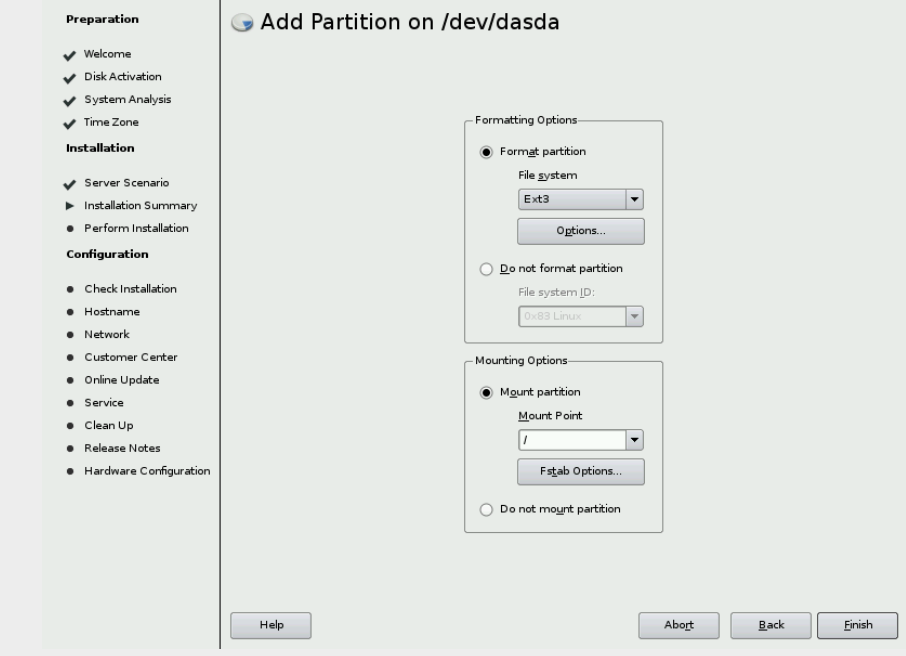 Preparation
Welcome
Disk Activation
System Analysis
Time Zone
Installation
Server Scenario
Installation Summary
Perform Installation
Configuration
Check Installation
Hostname
Network
Customer Center
Online Update
Service
Clean Up
Release Notes
Hardware Configuration
Add Partition on /dev/dasda
Formatting Options
Format partition
File system
Ext3
Options...
Do not format partition
File system ID:
0x83 Linux
Mounting Options
Mount partition
Mount Point
/
Fstab Options...
Do not mount partition
Help
Abort
Back
Finish